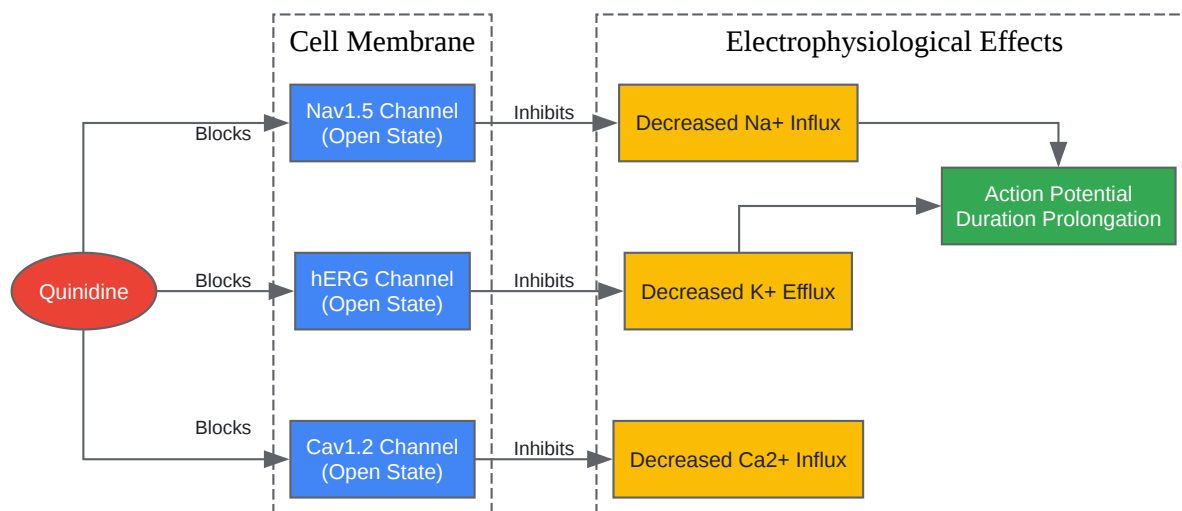 Cell Membrane
Electrophysiological Effects
Nav1.5 Channel
(Open State)
Inhibits
Decreased Na+ Influx
Blocks
Action Potential
Duration Prolongation
Quinidine
Blocks
hERG Channel
(Open State)
Inhibits
Decreased K+ Efflux
Blocks
Cav1.2 Channel
(Open State)
Inhibits
Decreased Ca2+ Influx